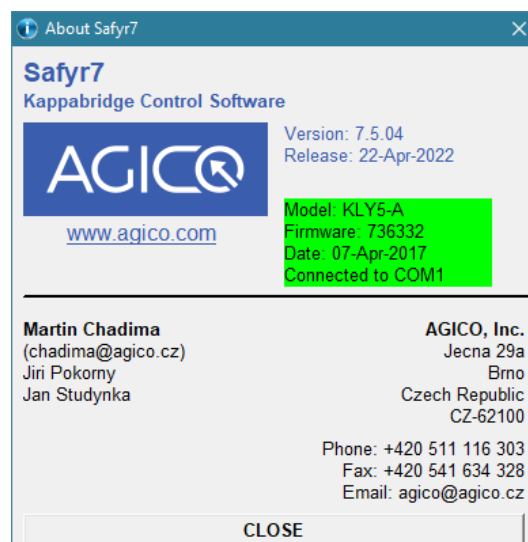 About Safyr7
Safyr7
Kappabridge Control Software
AGICO
www.agico.com
Version: 7.5.04
Release: 22-Apr-2022
Model: KLY5-A
Firmware: 736332
Date: 07-Apr-2017
Connected to COM1
Martin Chadima
(chadima@agico.cz)
Jiri Pokorny
Jan Studynka
AGICO, Inc.
Jecna 29a
Brno
Czech Republic
CZ-62100
Phone: +420 511 116 303
Fax: +420 541 634 328
Email: agico@agico.cz
CLOSE